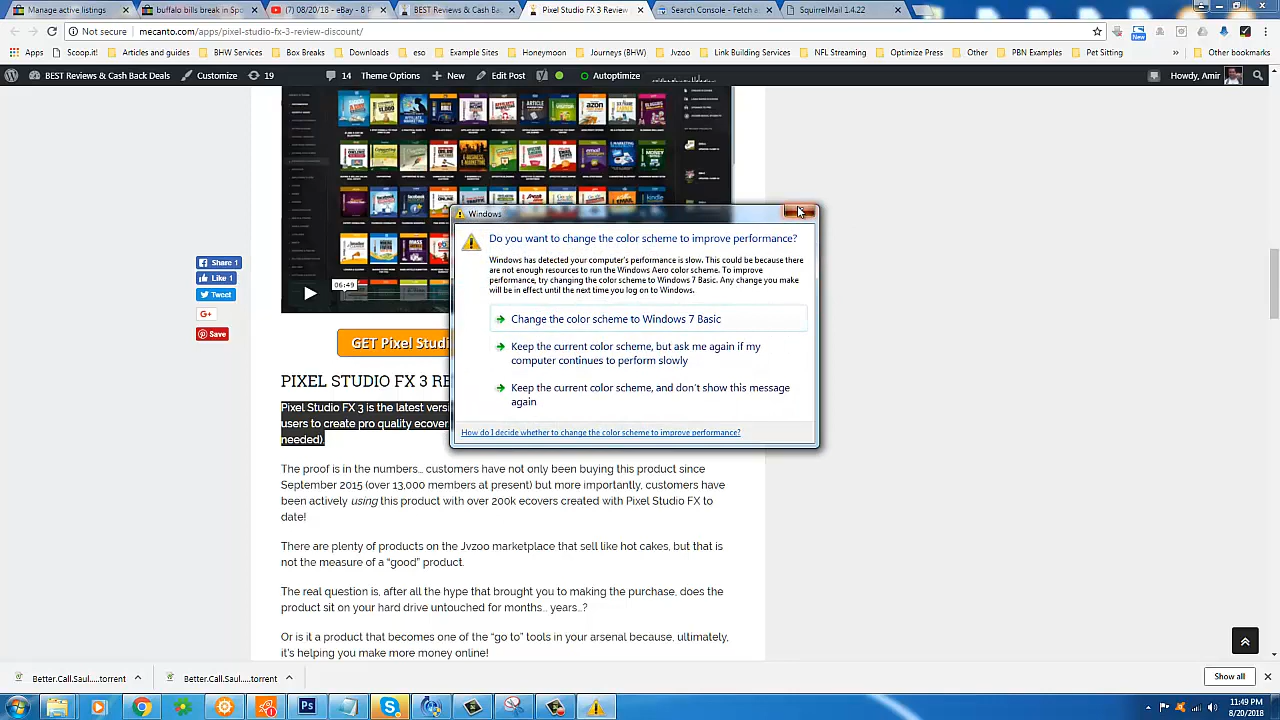 Manage active listings
buffalo bills break in Spo
(7) 08/20/18 - eBay - 8 F
BEST Reviews & Cash Ba
Pixel Studio FX 3 Review
Search Console - Fetch as
SquirrelMail 1.4.22
Not secure
mecanto.com/apps/pixel-studio-fx-3-review-discount/
New
Apps
Scoop.it!
Articles and guides
BHW Services
Box Breaks
Downloads
Ebay
Example Sites
Honeymoon
Journeys (BHW)
Jvzoo
Link Building Services
NFL Streams
Optimize Press
Other
PBN Examples
Pet Sitting
»
Other bookmarks
BEST Reviews & Cash Back Deals
Customize
19
14
Theme Options
New
Edit Post
Autoptimize
Howdy, Amir
06:49
Share 1
Like 1
Tweet
G+
Save
GET Pixel Studi
PIXEL STUDIO FX 3 RE
Pixel Studio FX 3 is the latest vers
users to create pro quality ecover
needed).
The proof is in the numbers… customers have not only been buying this product since
September 2015 (over 13,000 members at present) but more importantly, customers have
been actively using this product with over 200k ecovers created with Pixel Studio FX to
date!
There are plenty of products on the Jvzoo marketplace that sell like hot cakes, but that is
not the measure of a “good” product.
The real question is, after all the hype that brought you to making the purchase, does the
product sit on your hard drive untouched for months… years…?
Or is it a product that becomes one of the “go to” tools in your arsenal because, ultimately,
it's helping you make more money online!
Windows
Do you want to change the color scheme to improve performance?
Windows has detected your computer's performance is slow. This could be because there
are not enough resources to run the Windows Aero color scheme. To improve
performance, try changing the color scheme to Windows 7 Basic. Any change you make
will be in effect until the next time you log on to Windows.
Change the color scheme to Windows 7 Basic
Keep the current color scheme, but ask me again if my
computer continues to perform slowly
Keep the current color scheme, and don't show this message
again
How do I decide whether to change the color scheme to improve performance?
Better.Call.Saul.....torrent
Better.Call.Saul.....torrent
Show all
Ps
11:49 PM
8/20/2018